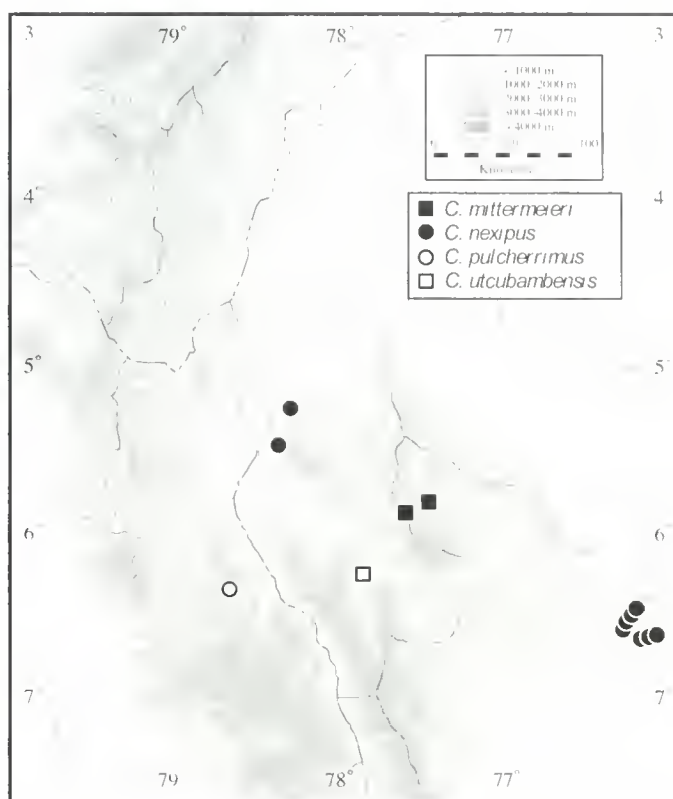 3 79° 78° 77 3
- 1000 m
1000-2000 m
2000-3000 m
3000-4000 m
- 4000m
0 100
4 4
C. mittermeieri
C. nexipus
C. pulcherrimus
C. utcubambensis
5° 5
6 6
7 7
79 78° 77